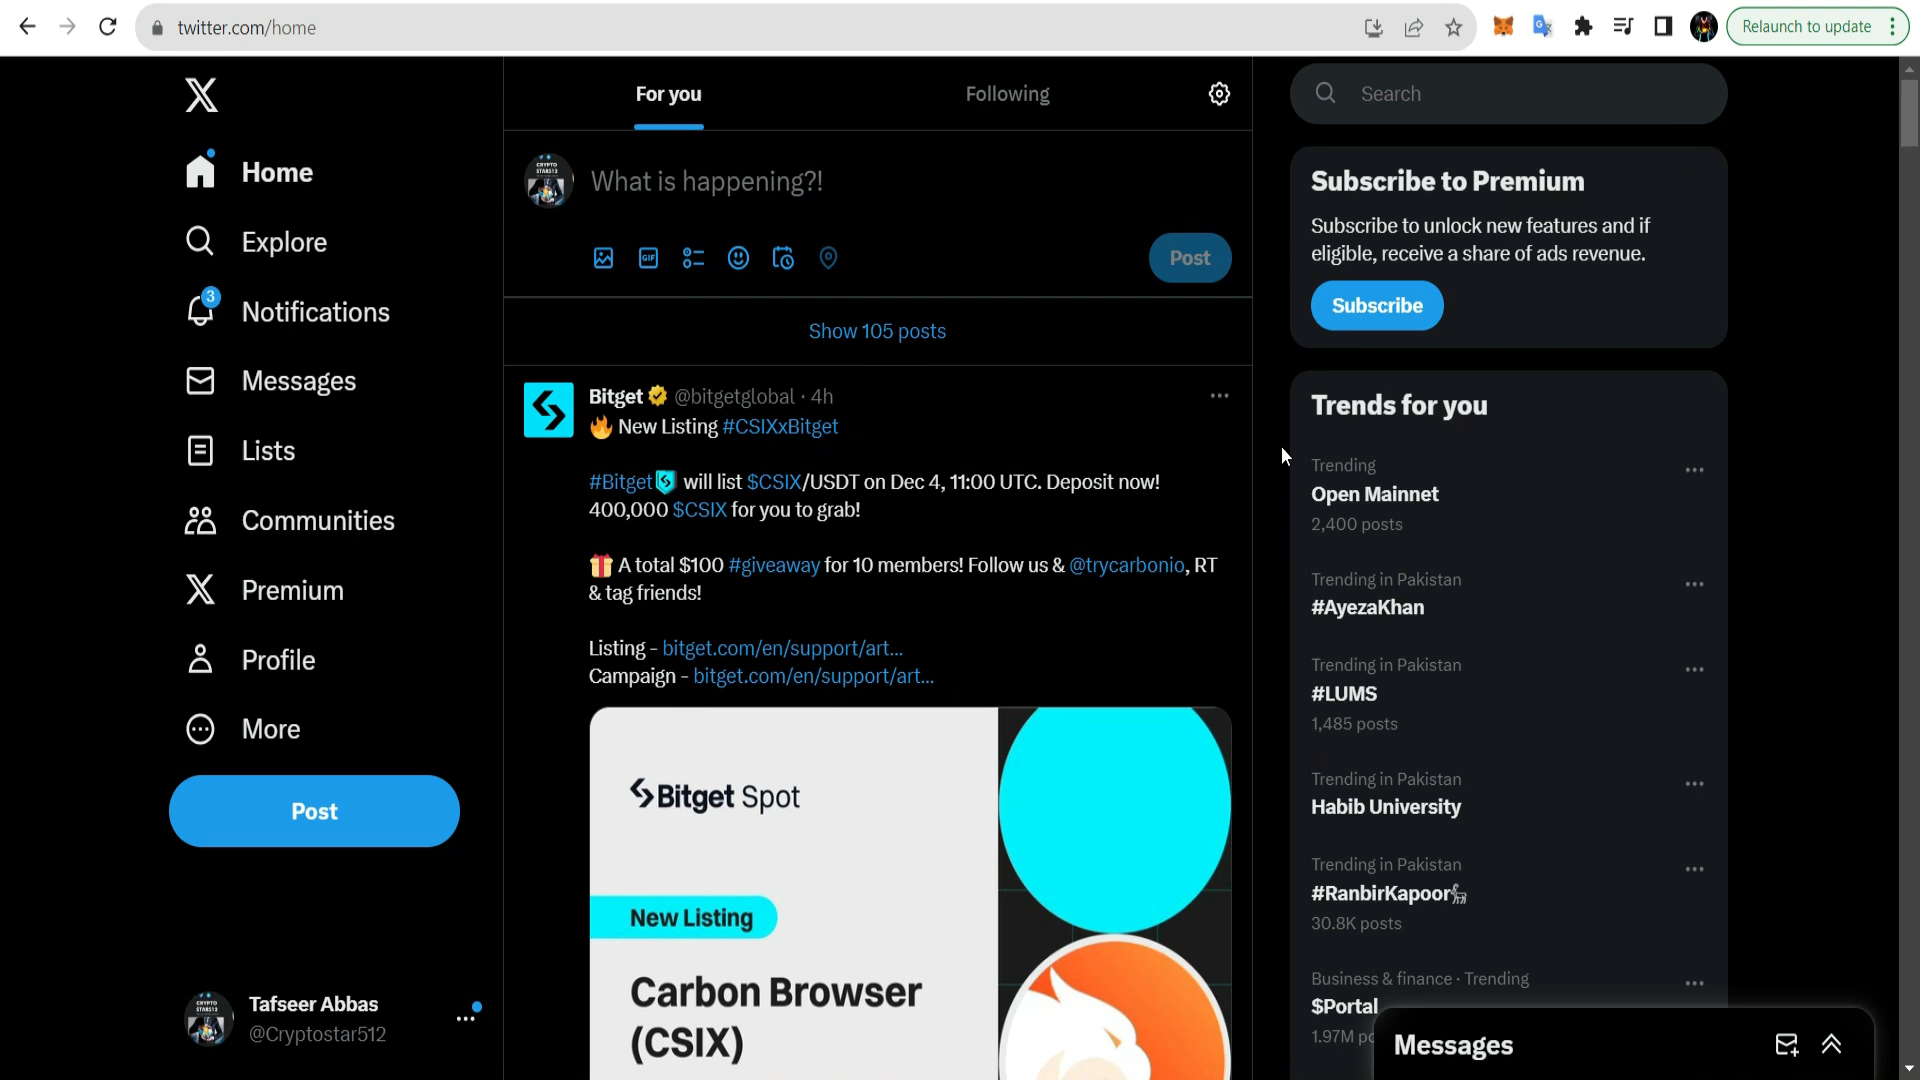 twitter.com/home
Relaunch to update
Home
Explore
3
Notifications
Messages
Lists
Communities
Premium
Profile
More
Post
Tafseer Abbas
@Cryptostar512
For you
Following
What is happening?!
GIF
Post
Show 105 posts
Bitget @bitgetglobal · 4h
🔥 New Listing #CSIXxBitget
#Bitget will list $CSIX/USDT on Dec 4, 11:00 UTC. Deposit now!
400,000 $CSIX for you to grab!
🎁 A total $100 #giveaway for 10 members! Follow us & @trycarbonio, RT
& tag friends!
Listing - bitget.com/en/support/art...
Campaign - bitget.com/en/support/art...
Bitget Spot
New Listing
Carbon Browser
(CSIX)
Search
Subscribe to Premium
Subscribe to unlock new features and if
eligible, receive a share of ads revenue.
Subscribe
Trends for you
Trending
Open Mainnet
2,400 posts
Trending in Pakistan
#AyezaKhan
Trending in Pakistan
#LUMS
1,485 posts
Trending in Pakistan
Habib University
Trending in Pakistan
#RanbirKapoor
30.8K posts
Business & finance · Trending
$Portal
1.97M
Messages